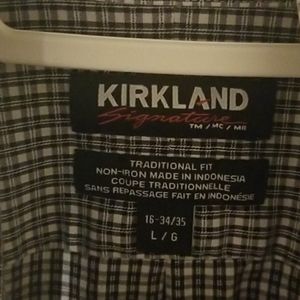 KIRKLAND
Signature
TM / MC / MR
TRADITIONAL FIT
NON-IRON MADE IN INDONESIA
COUPE TRADITIONNELLE
SANS REPASSAGE FAIT EN INDONÉSIE
16-34/35
L / G